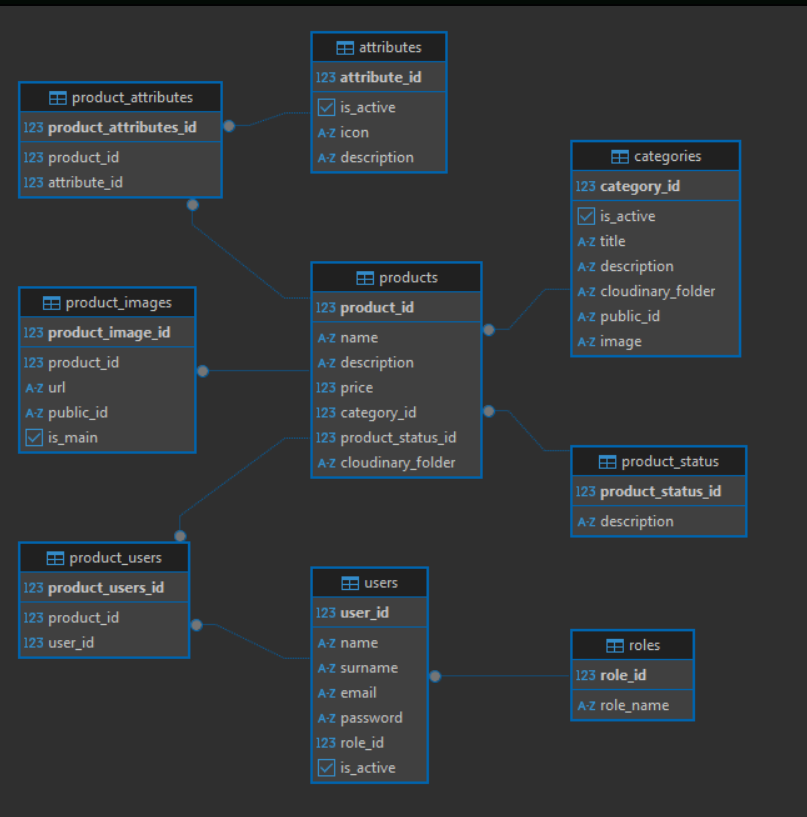 attributes
123 attribute_id
is_active
A-Z icon
A-Z description
product_attributes
123 product_attributes_id
123 product_id
123 attribute_id
categories
123 category_id
is_active
A-Z title
A-Z description
A-Z cloudinary_folder
A-Z public_id
A-Z image
products
123 product_id
A-Z name
A-Z description
123 price
123 category_id
123 product_status_id
A-Z cloudinary_folder
product_images
123 product_image_id
123 product_id
A-Z url
A-Z public_id
is_main
product_status
123 product_status_id
A-Z description
product_users
123 product_users_id
123 product_id
123 user_id
users
123 user_id
A-Z name
A-Z surname
A-Z email
A-Z password
123 role_id
is_active
roles
123 role_id
A-Z role_name